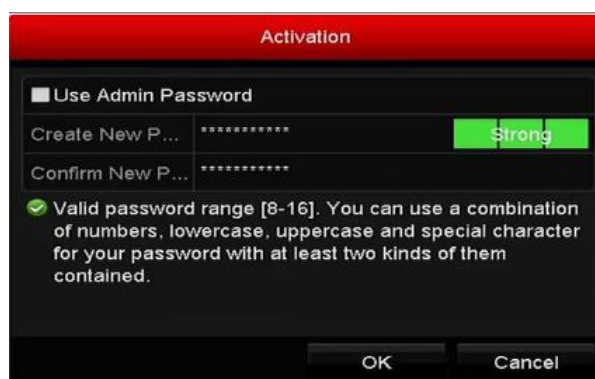 Activation
Use Admin Password
Create New P... *********** Strong
Confirm New P... ***********
Valid password range [8-16]. You can use a combination
of numbers, lowercase, uppercase and special character
for your password with at least two kinds of them
contained.
OK Cancel